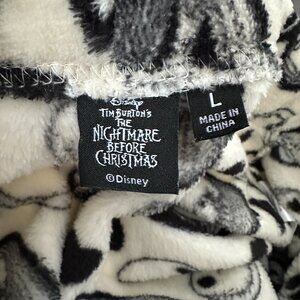 Disney
TIM BURTON'S
THE
NIGHTMARE
BEFORE
CHRISTMAS
©Disney
L
MADE IN
CHINA